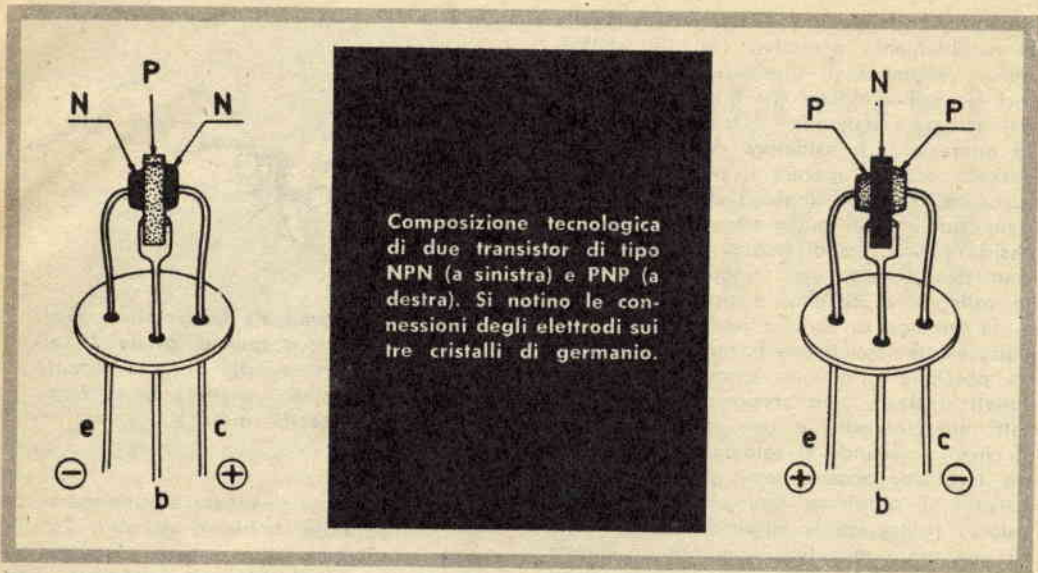 P
N N
Composizione tecnologica
di due transistor di tipo
NPN (a sinistra) e PNP (a
destra). Si notino le con-
nessioni degli elettrodi sui
tre cristalli di germanio.
e c
⊖ ⊕
b
N
P P
e c
⊕ ⊖
b